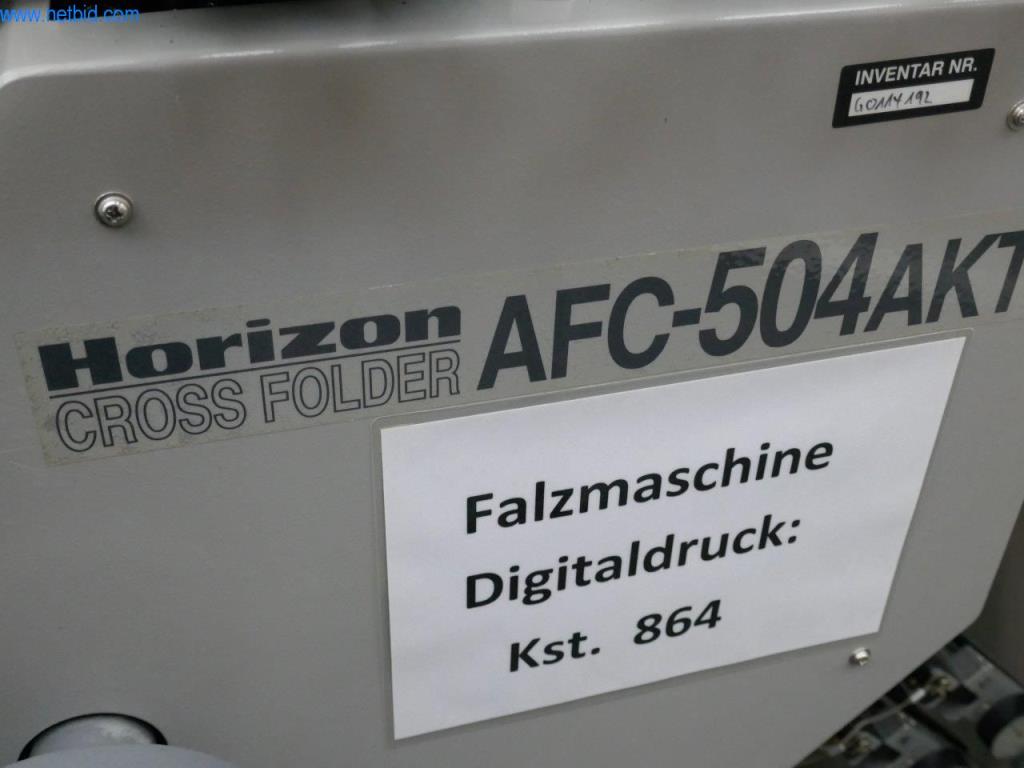 www.netbid.com
INVENTAR NR.
G0114192
Horizon
CROSS FOLDER
AFC-504AKT
Falzmaschine
Digitaldruck:
Kst. 864